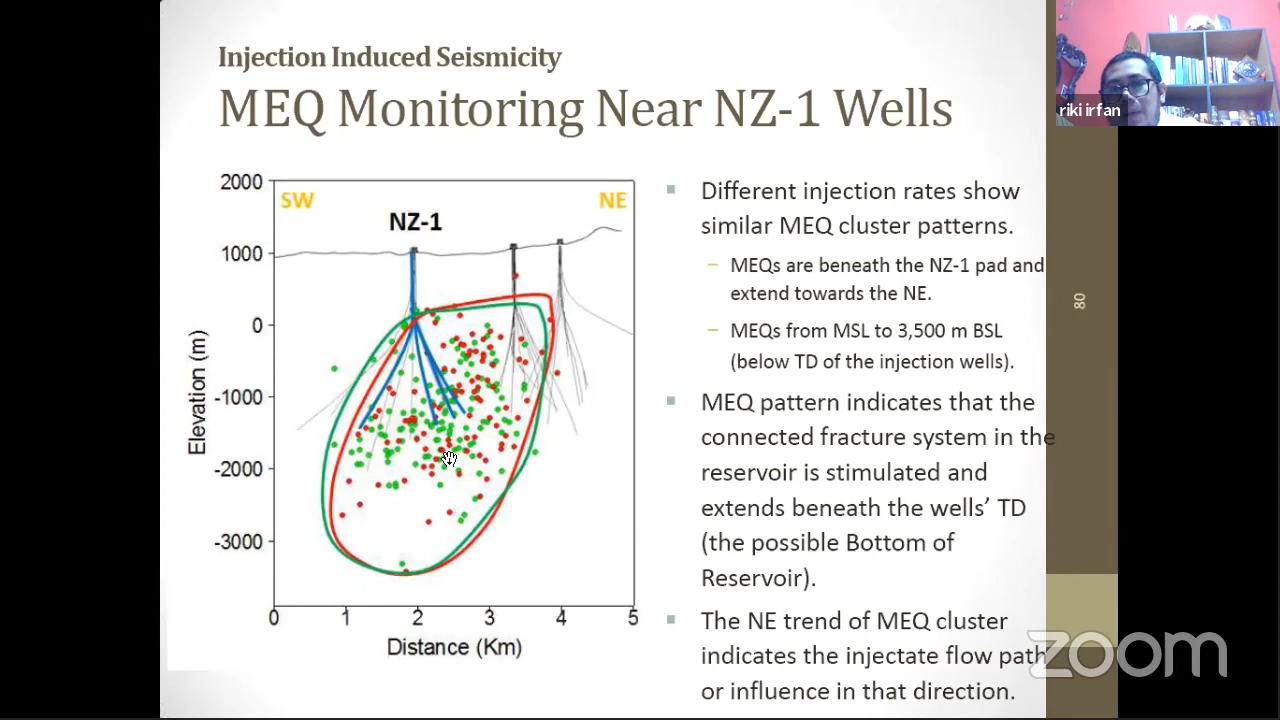 Injection Induced Seismicity
MEQ Monitoring Near NZ-1 Wells
riki irfan
2000
1000
0
-1000
-2000
-3000
Elevation (m)
SW
NE
NZ-1
0 1 2 3 4 5
Distance (Km)
Different injection rates show
similar MEQ cluster patterns.
– MEQs are beneath the NZ-1 pad and
extend towards the NE.
– MEQs from MSL to 3,500 m BSL
(below TD of the injection wells).
MEQ pattern indicates that the
connected fracture system in the
reservoir is stimulated and
extends beneath the wells’ TD
(the possible Bottom of
Reservoir).
The NE trend of MEQ cluster
indicates the injectate flow path
or influence in that direction.
80
zoom